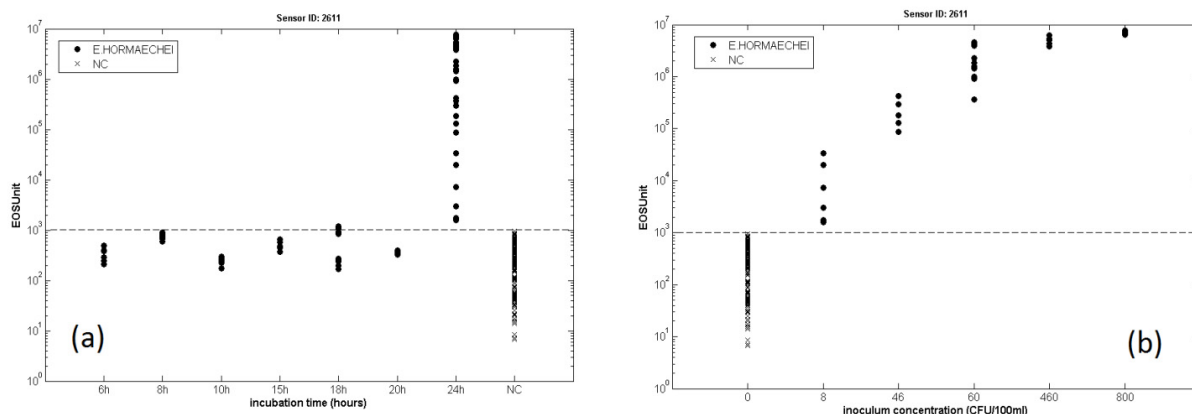 Sensor ID: 2611
10^7
10^6
10^5
10^4
10^3
10^2
10^1
10^0
EOSUnit
E.HORMAECHEI
NC
(a)
6h 8h 10h 15h 18h 20h 24h NC
incubation time (hours)
Sensor ID: 2611
10^7
10^6
10^5
10^4
10^3
10^2
10^1
10^0
EOSUnit
E.HORMAECHEI
NC
(b)
0 8 46 60 460 800
inoculum concentration (CFU/100ml)